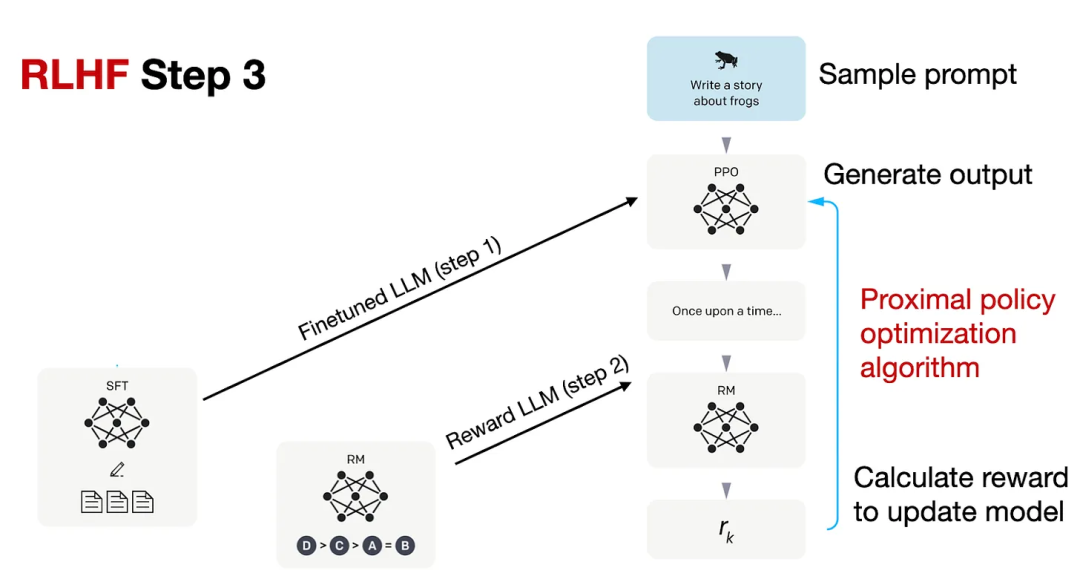 RLHF Step 3
Write a story
about frogs
Sample prompt
PPO
Generate output
Finetuned LLM (step 1)
Once upon a time...
Proximal policy
optimization
algorithm
SFT
Reward LLM (step 2)
RM
RM
D > C > A = B
Calculate reward
to update model
rk